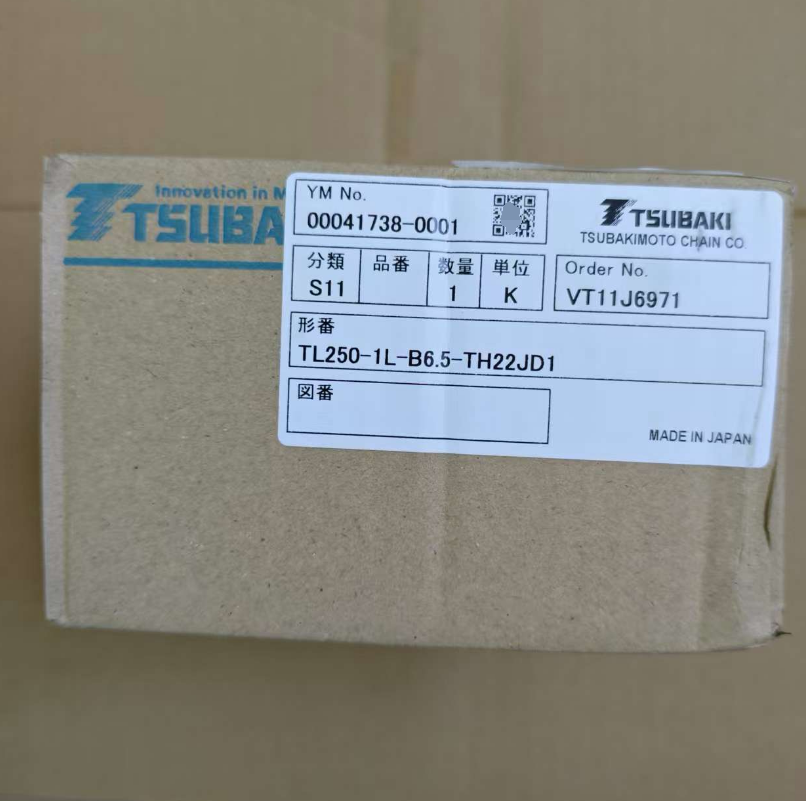 Innovation in M
TSUBA
YM No.
00041738-0001
TSUBAKI
TSUBAKIMOTO CHAIN CO
分類 品番 数量 単位
S11 1 K
Order No.
VT11J6971
形番
TL250-1L-B6.5-TH22JD1
図番
MADE IN JAPAN